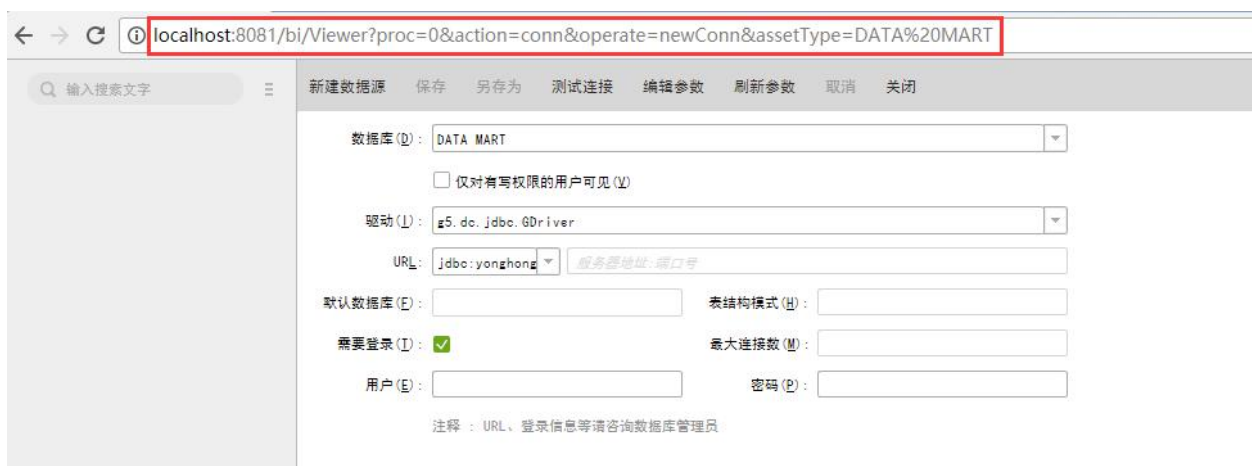 localhost:8081/bi/Viewer?proc=0&action=conn&operate=newConn&assetType=DATA%20MART
输入搜索文字
新建数据源 保存 另存为 测试连接 编辑参数 刷新参数 取消 关闭
数据库(D): DATA MART
仅对有写权限的用户可见(V)
驱动(I): g5.dc.jdbc.GDriver
URL: jdbc:yonghong 服务器地址:端口号
默认数据库(F): 表结构模式(H):
需要登录(T): 最大连接数(M):
用户(E): 密码(P):
注释 : URL、登录信息等请咨询数据库管理员